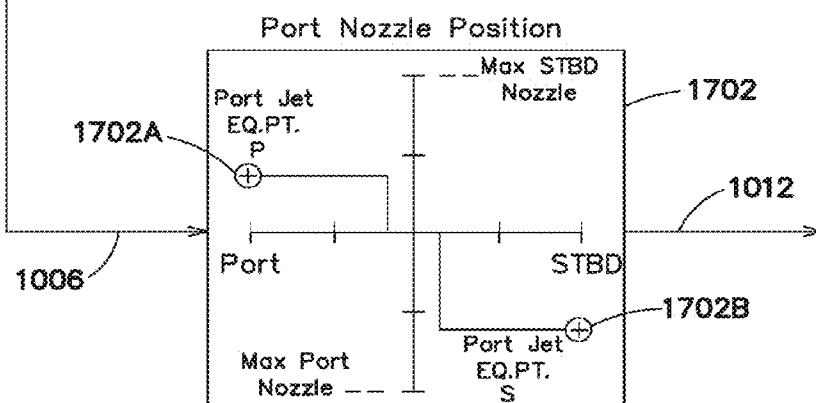 Port Nozzle Position
Max STBD
Nozzle
1702
Port Jet
EQ.PT.
P
1702A
1012
Port
STBD
1006
1702B
Port Jet
EQ.PT.
S
Max Port
Nozzle